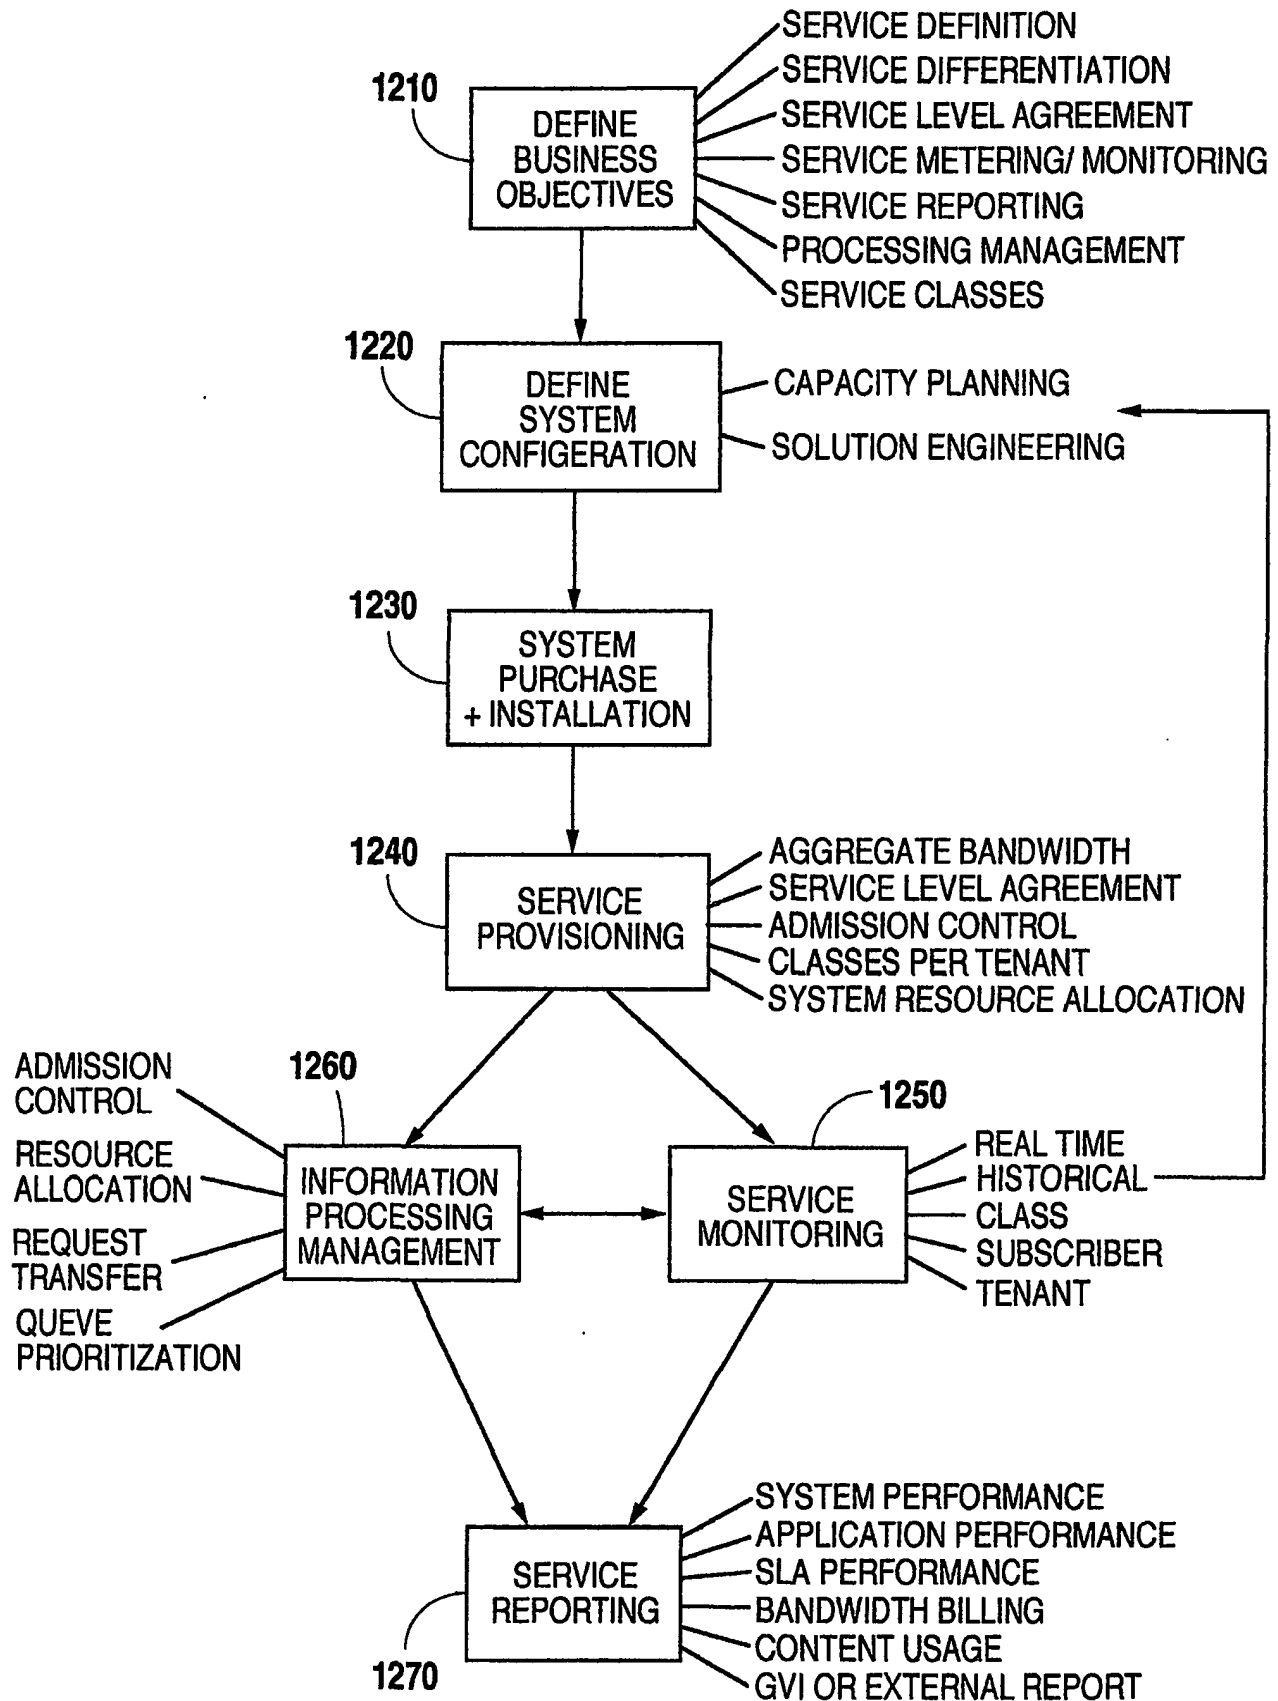 1210
DEFINE
BUSINESS
OBJECTIVES
SERVICE DEFINITION
SERVICE DIFFERENTIATION
SERVICE LEVEL AGREEMENT
SERVICE METERING/ MONITORING
SERVICE REPORTING
PROCESSING MANAGEMENT
SERVICE CLASSES
1220
DEFINE
SYSTEM
CONFIGERATION
CAPACITY PLANNING
SOLUTION ENGINEERING
1230
SYSTEM
PURCHASE
+ INSTALLATION
1240
SERVICE
PROVISIONING
AGGREGATE BANDWIDTH
SERVICE LEVEL AGREEMENT
ADMISSION CONTROL
CLASSES PER TENANT
SYSTEM RESOURCE ALLOCATION
1260
ADMISSION
CONTROL
RESOURCE
ALLOCATION
REQUEST
TRANSFER
QUEVE
PRIORITIZATION
INFORMATION
PROCESSING
MANAGEMENT
1250
SERVICE
MONITORING
REAL TIME
HISTORICAL
CLASS
SUBSCRIBER
TENANT
SERVICE
REPORTING
1270
SYSTEM PERFORMANCE
APPLICATION PERFORMANCE
SLA PERFORMANCE
BANDWIDTH BILLING
CONTENT USAGE
GVI OR EXTERNAL REPORT